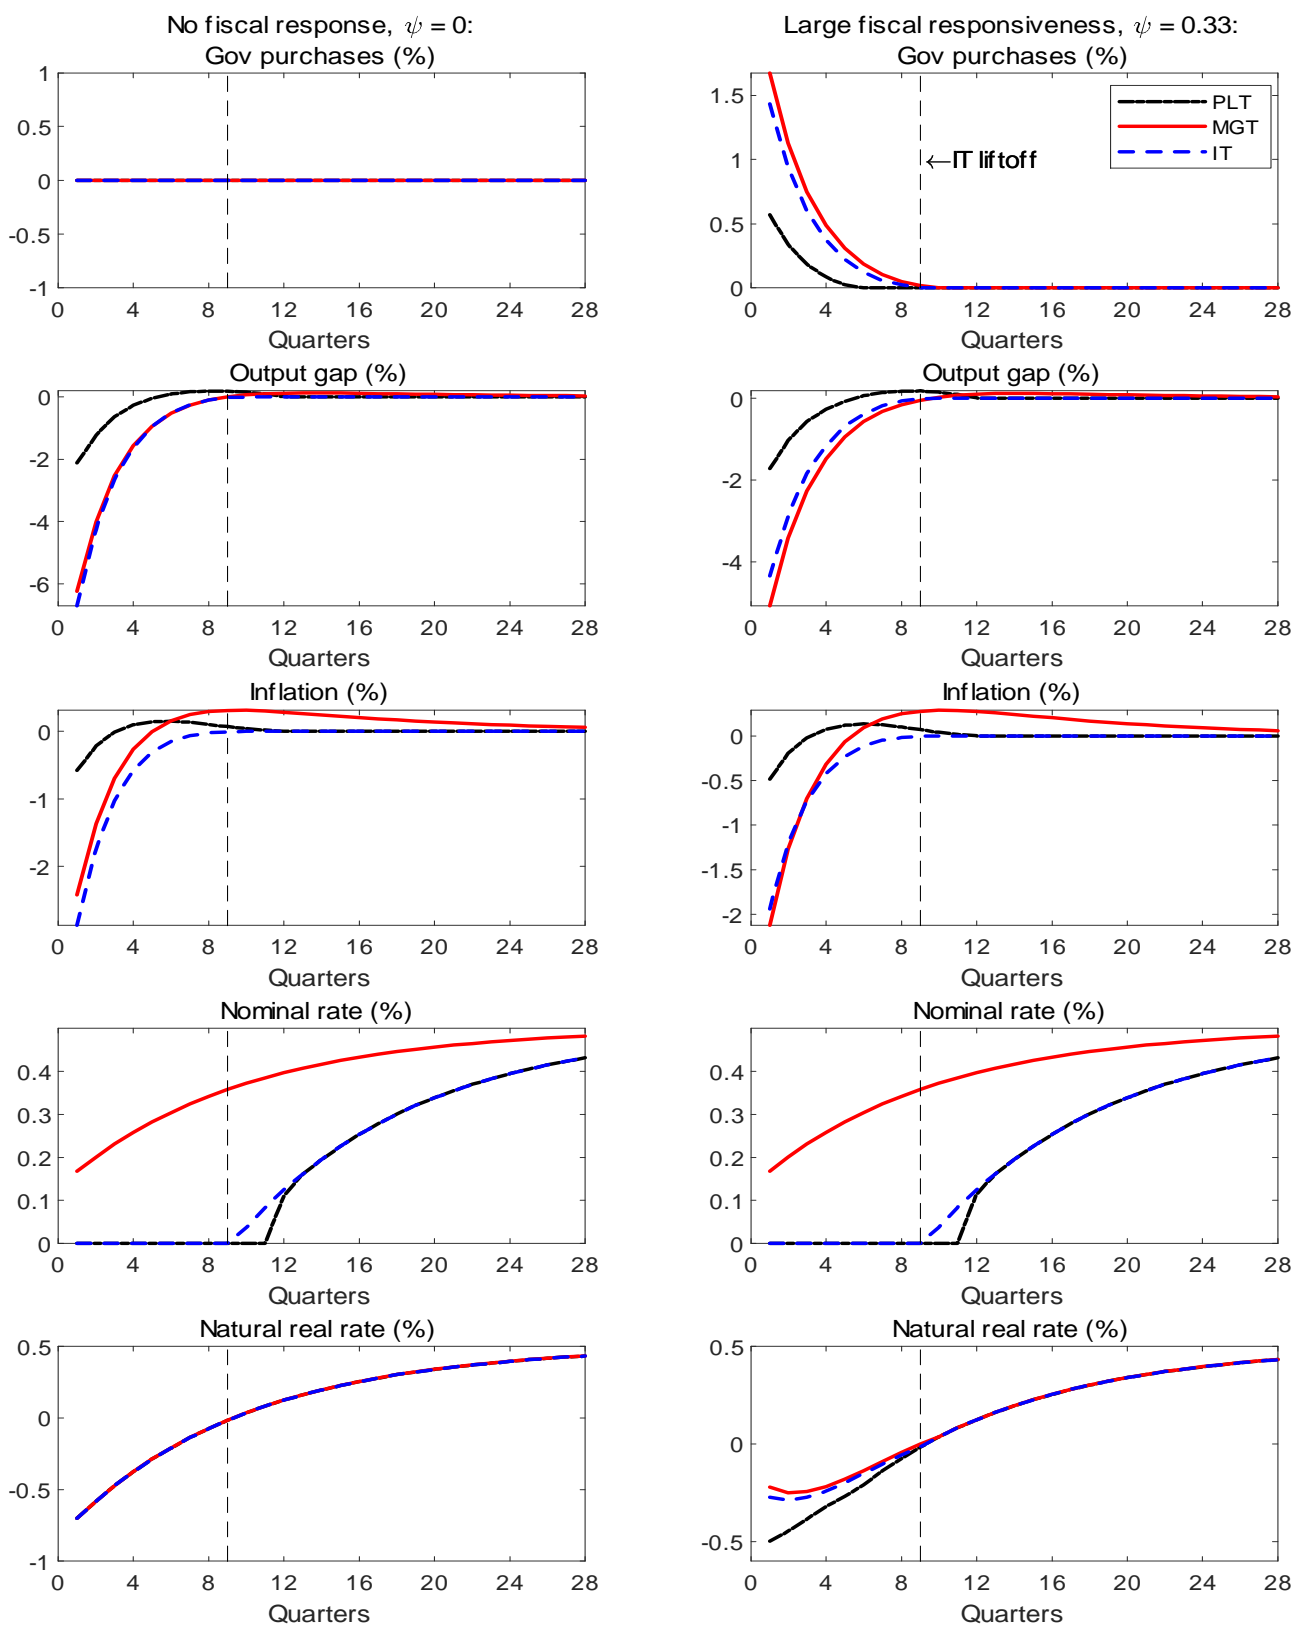 No fiscal response, ψ = 0:
Gov purchases (%)
1
0.5
0
-0.5
-1
0 4 8 12 16 20 24 28
Quarters
Large fiscal responsiveness, ψ = 0.33:
Gov purchases (%)
1.5
1
0.5
0
←IT liftoff
PLT
MGT
IT
0 4 8 12 16 20 24 28
Quarters
Output gap (%)
0
-2
-4
-6
0 4 8 12 16 20 24 28
Quarters
Output gap (%)
0
-2
-4
0 4 8 12 16 20 24 28
Quarters
Inflation (%)
0
-1
-2
0 4 8 12 16 20 24 28
Quarters
Inflation (%)
0
-0.5
-1
-1.5
-2
0 4 8 12 16 20 24 28
Quarters
Nominal rate (%)
0.4
0.3
0.2
0.1
0
0 4 8 12 16 20 24 28
Quarters
Nominal rate (%)
0.4
0.3
0.2
0.1
0
0 4 8 12 16 20 24 28
Quarters
Natural real rate (%)
0.5
0
-0.5
-1
0 4 8 12 16 20 24 28
Quarters
Natural real rate (%)
0.5
0
-0.5
0 4 8 12 16 20 24 28
Quarters